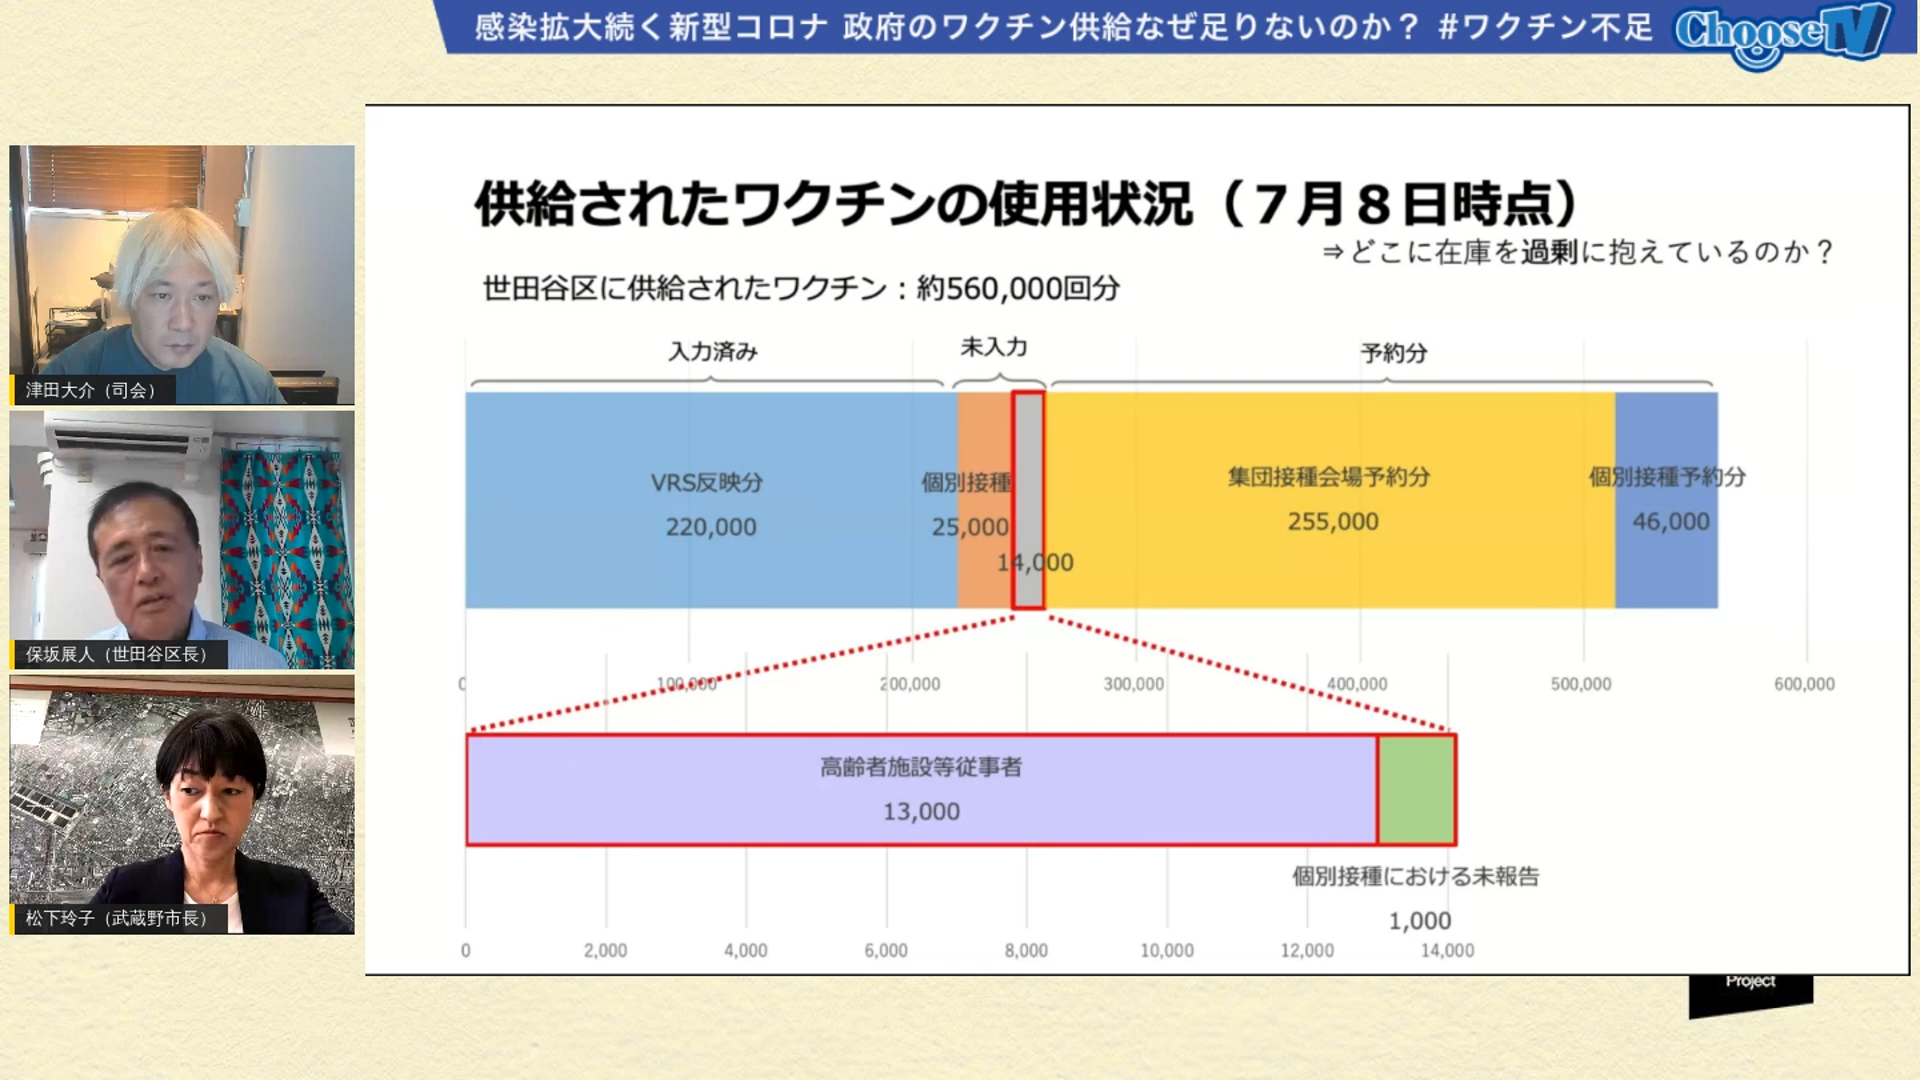 感染拡大続く新型コロナ 政府のワクチン供給なぜ足りないのか？ #ワクチン不足
ChooseTV
津田大介（司会）
保坂展人（世田谷区長）
松下玲子（武蔵野市長）
供給されたワクチンの使用状況（７月８日時点）
⇒どこに在庫を過剰に抱えているのか？
世田谷区に供給されたワクチン：約560,000回分
入力済み 未入力 予約分
VRS反映分 個別接種 集団接種会場予約分 個別接種予約分
220,000 25,000 14,000 255,000 46,000
0 100,000 200,000 300,000 400,000 500,000 600,000
高齢者施設等従事者
13,000
個別接種における未報告
1,000
0 2,000 4,000 6,000 8,000 10,000 12,000 14,000
Project